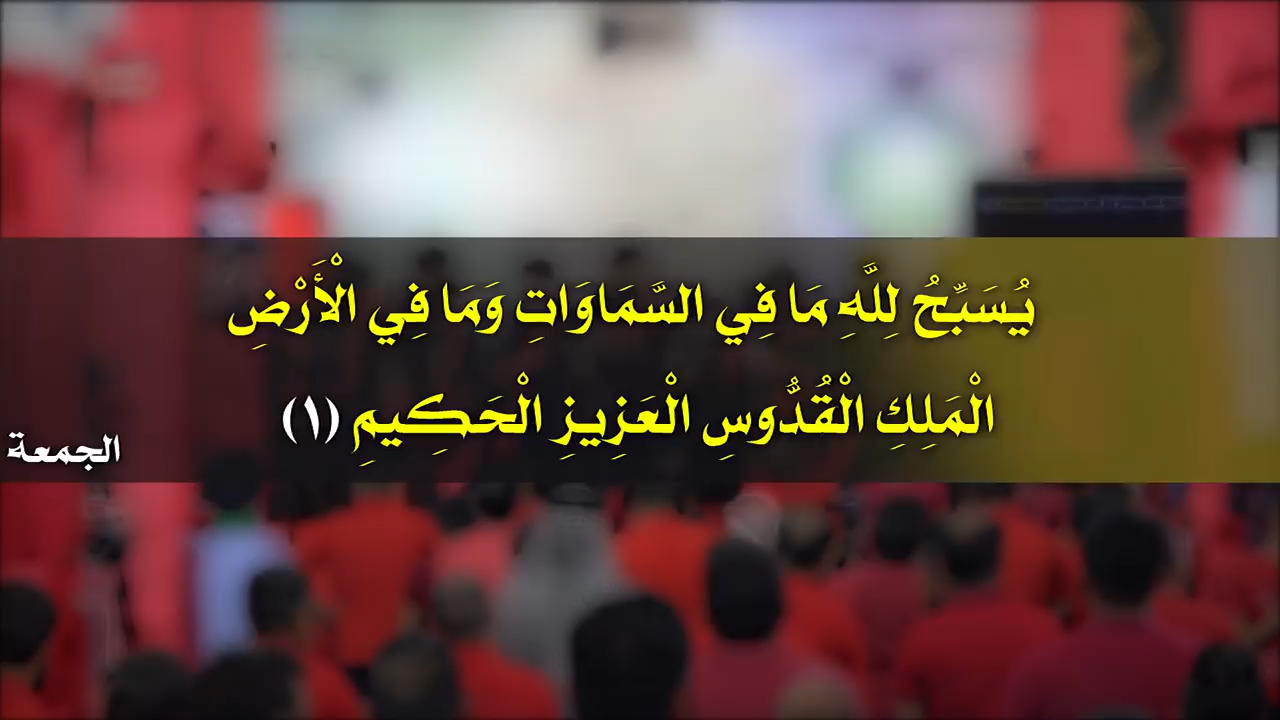 يُسَبِّحُ لِلَّهِ مَا فِي السَّمَاوَاتِ وَمَا فِي الْأَرْضِ
الْمَلِكِ الْقُدُّوسِ الْعَزِيزِ الْحَكِيمِ (١)
الجمعة